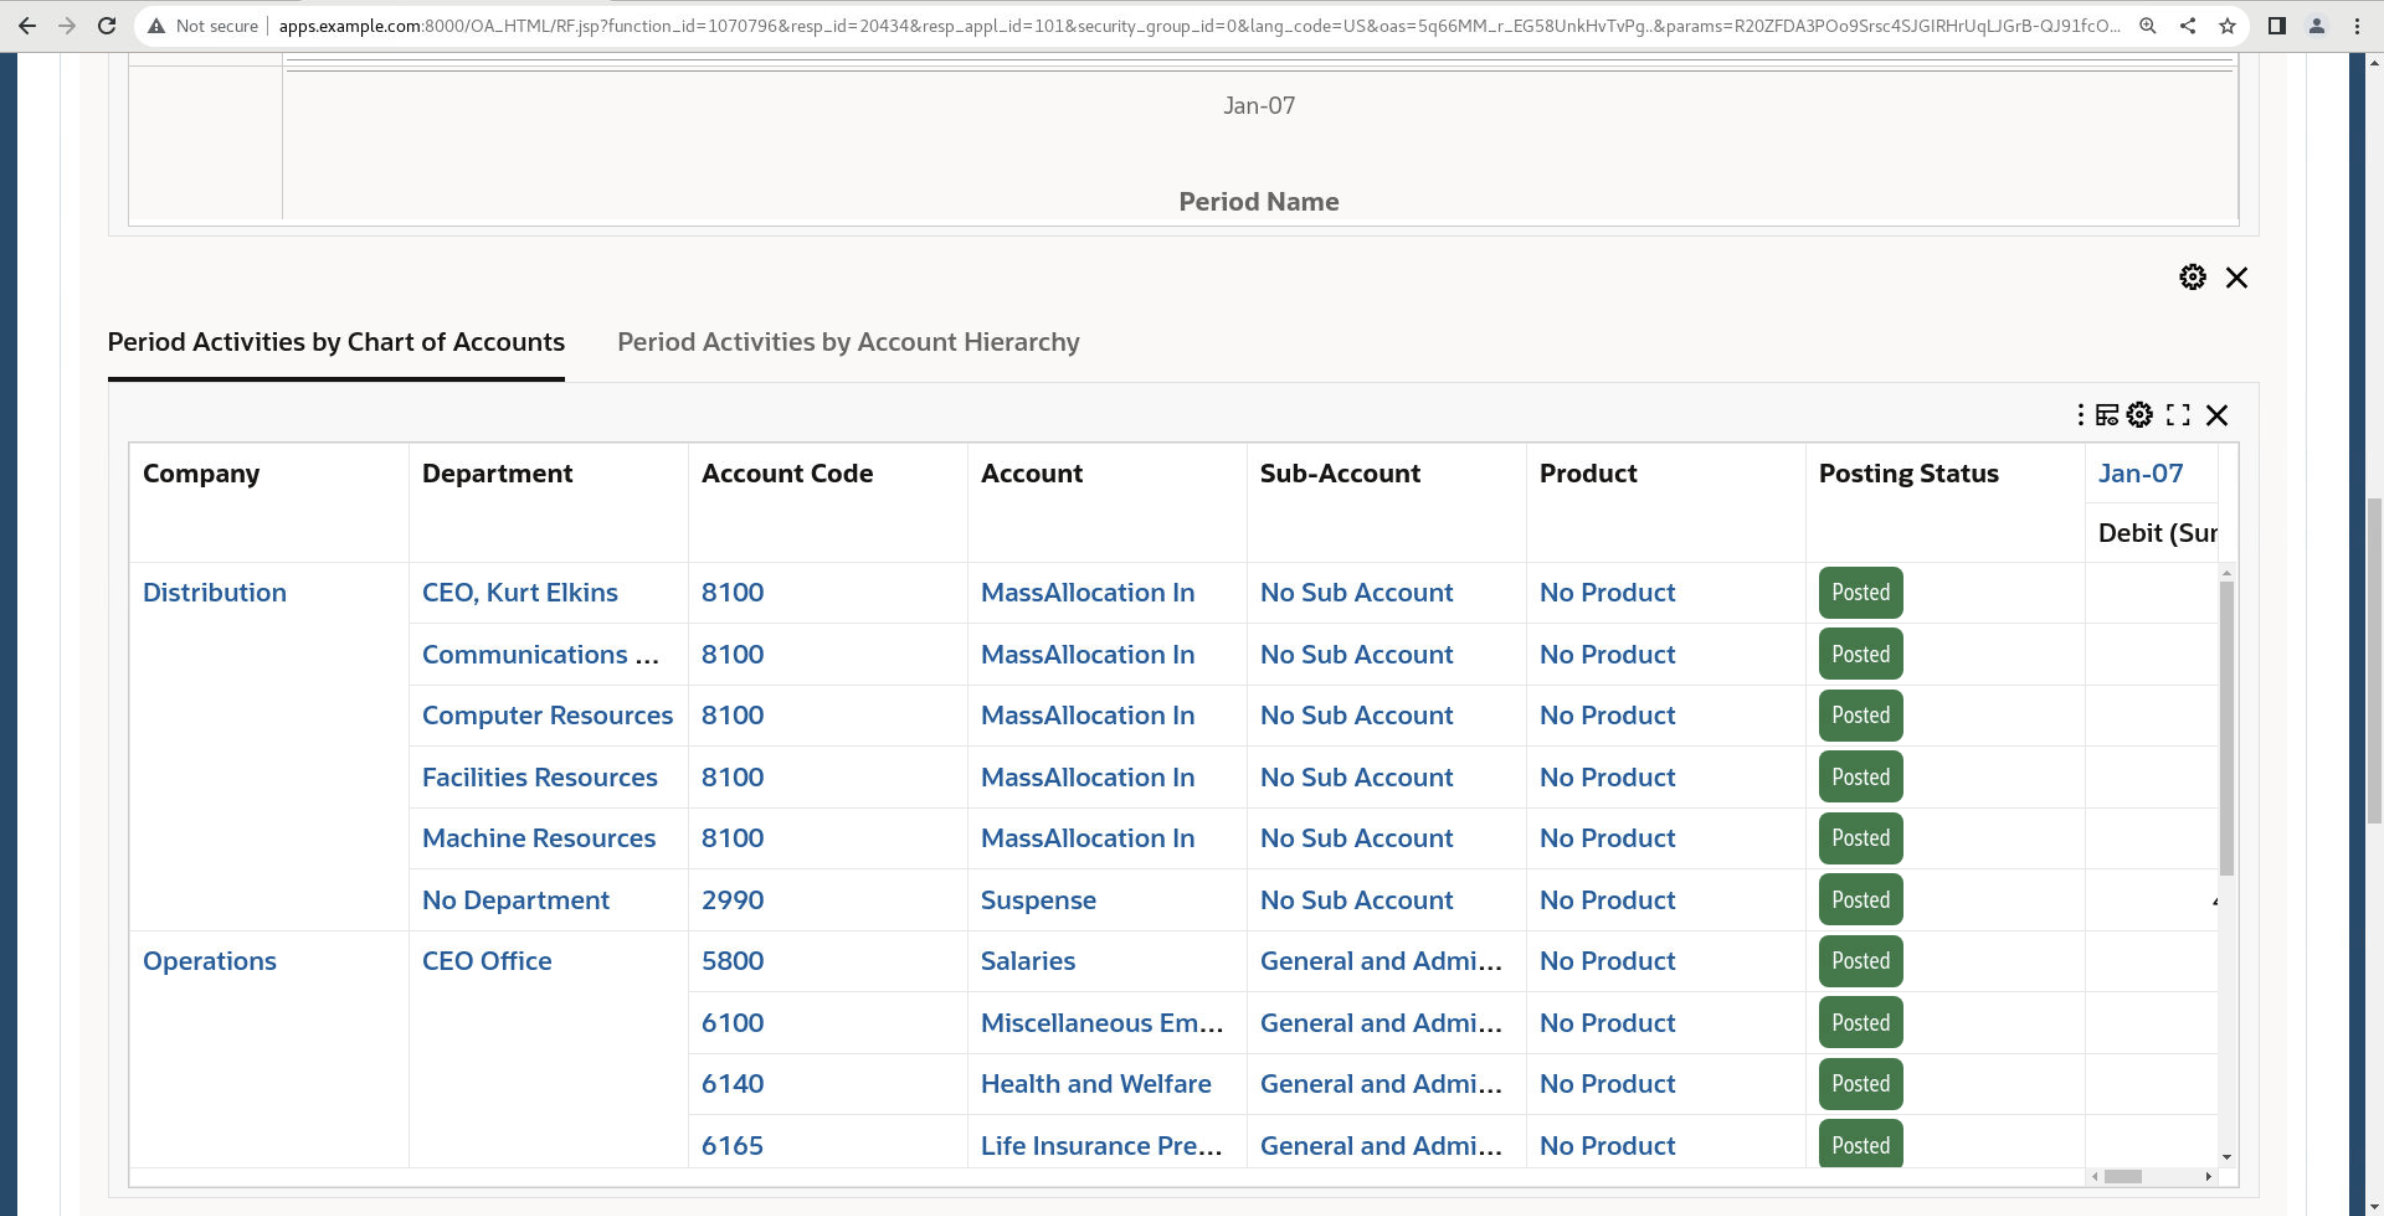 Not secure | apps.example.com:8000/OA_HTML/RF.jsp?function_id=1070796&resp_id=20434&resp_appl_id=101&security_group_id=0&lang_code=US&oas=5q66MM_r_EG58UnkHvTvPg..&params=R20ZFDA3POo9Srsc4SJGIRHrUqLJGrB-QJ91fcO...
Jan-07
Period Name
Period Activities by Chart of Accounts Period Activities by Account Hierarchy
Company Department Account Code Account Sub-Account Product Posting Status Jan-07
Debit (Sum
Distribution CEO, Kurt Elkins 8100 MassAllocation In No Sub Account No Product Posted
Communications ... 8100 MassAllocation In No Sub Account No Product Posted
Computer Resources 8100 MassAllocation In No Sub Account No Product Posted
Facilities Resources 8100 MassAllocation In No Sub Account No Product Posted
Machine Resources 8100 MassAllocation In No Sub Account No Product Posted
No Department 2990 Suspense No Sub Account No Product Posted
Operations CEO Office 5800 Salaries General and Admi... No Product Posted
6100 Miscellaneous Em... General and Admi... No Product Posted
6140 Health and Welfare General and Admi... No Product Posted
6165 Life Insurance Pre... General and Admi... No Product Posted